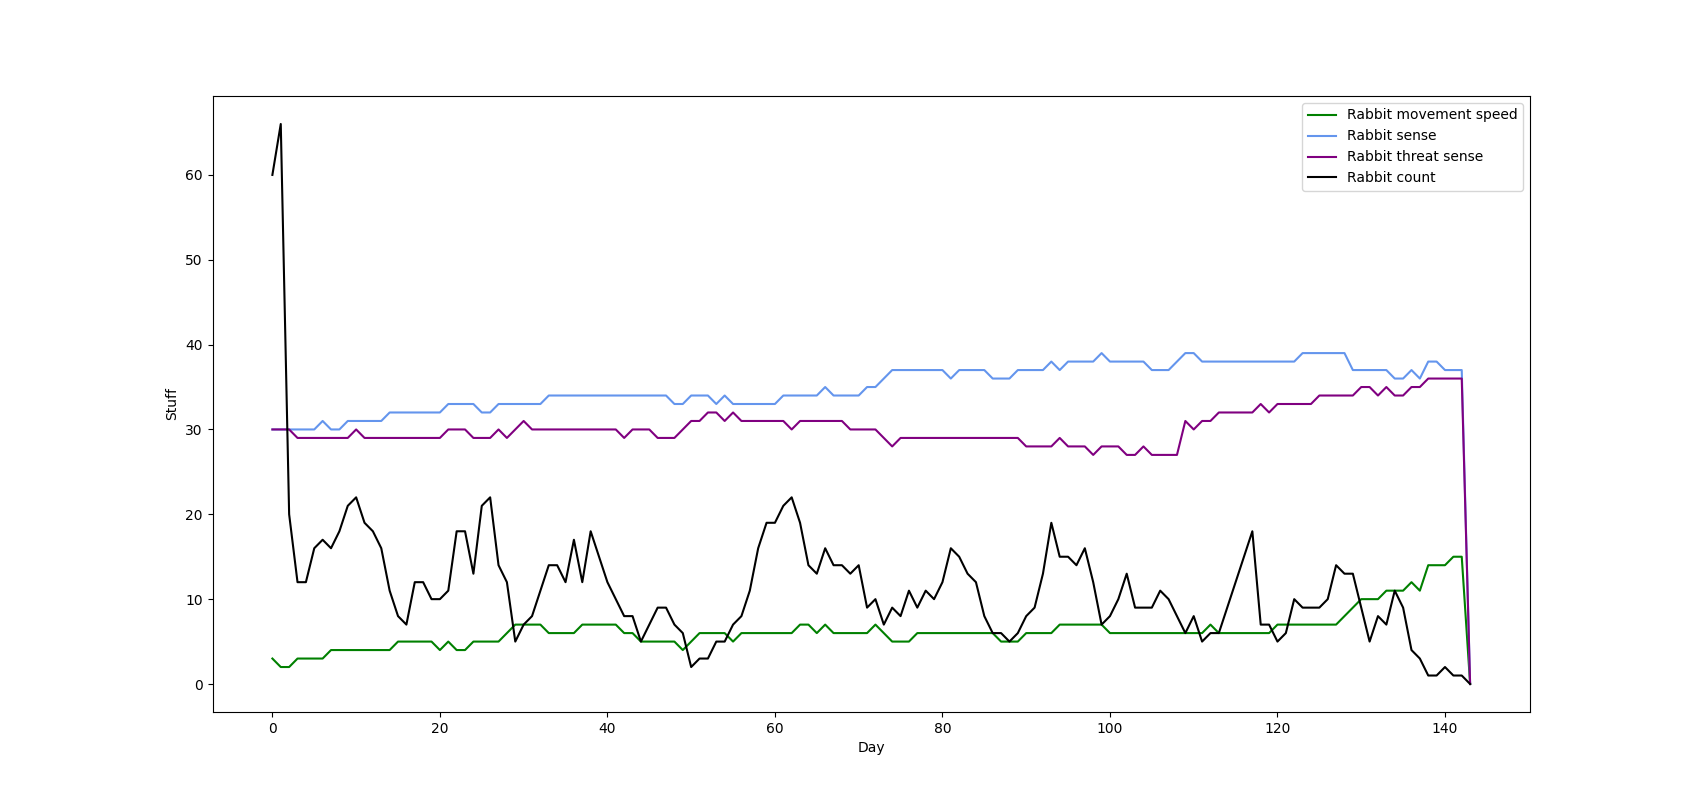 Rabbit movement speed
Rabbit sense
Rabbit threat sense
Rabbit count
60
50
40
30
20
10
0
Stuff
0 20 40 60 80 100 120 140
Day